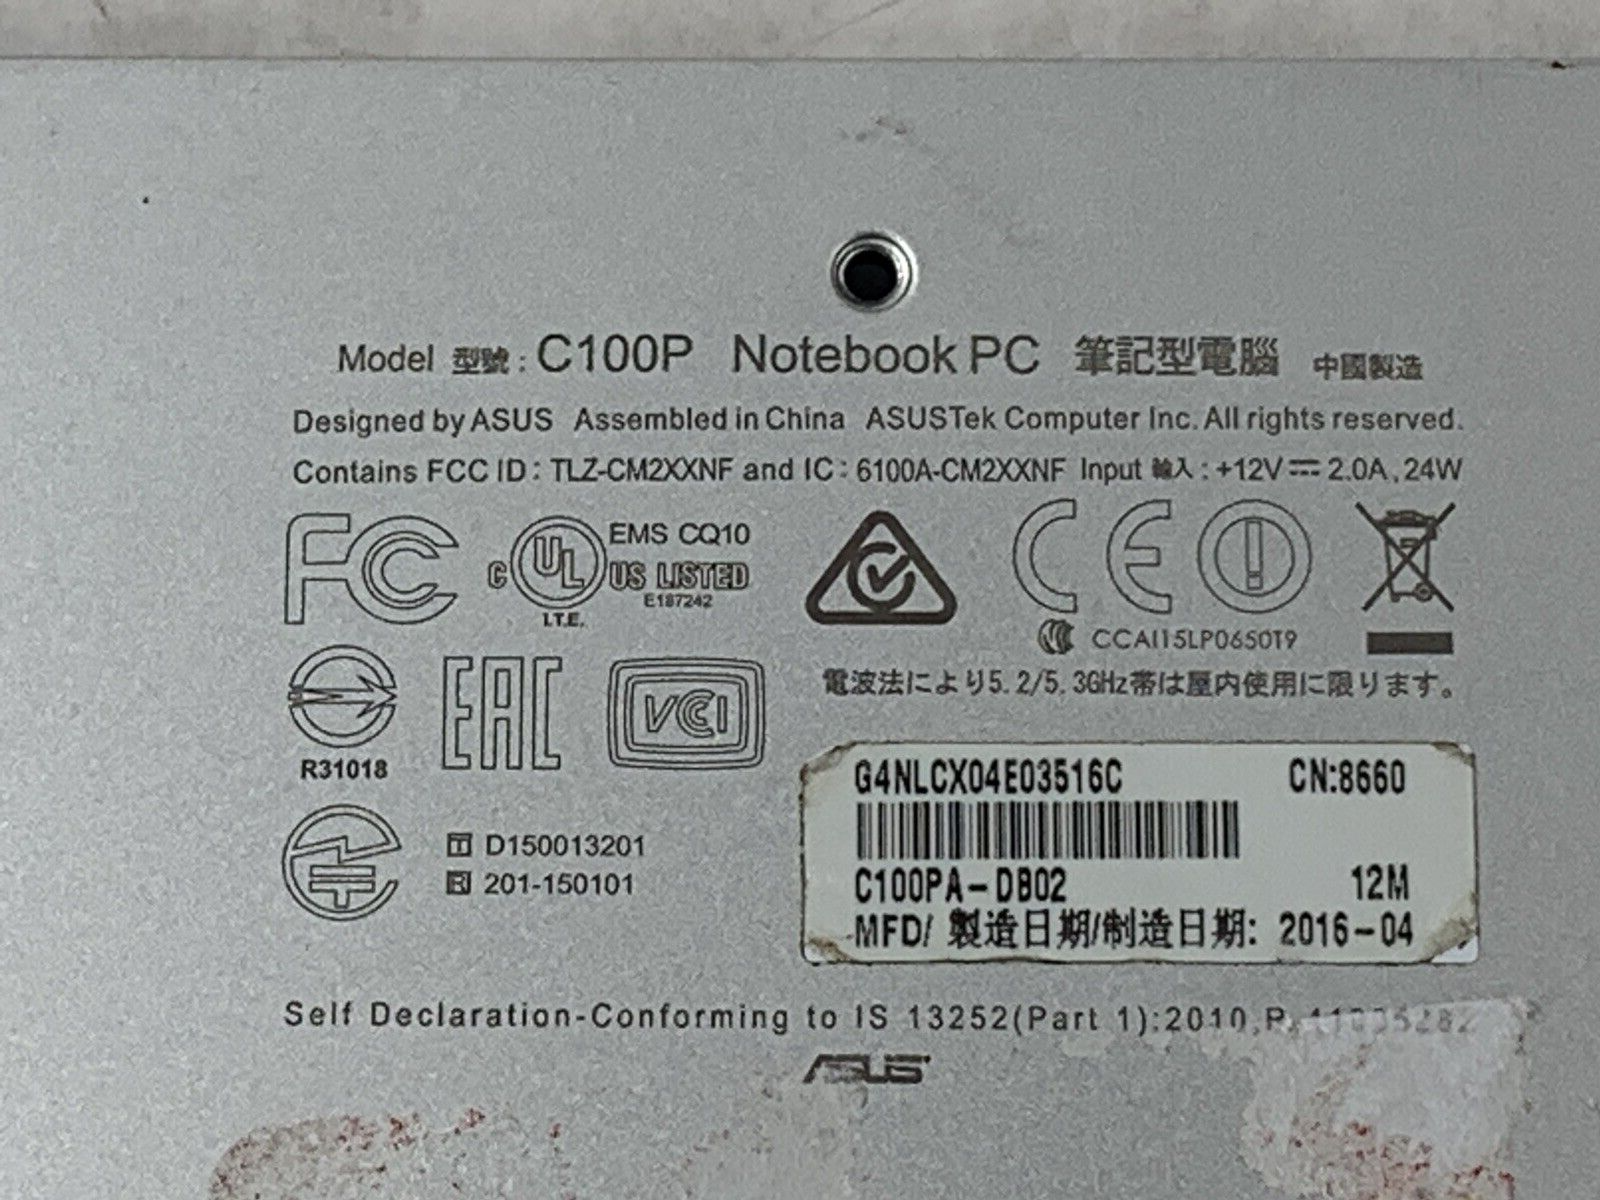 Model 型號 : C100P Notebook PC 筆記型電腦 中國製造
Designed by ASUS Assembled in China ASUSTek Computer Inc. All rights reserved.
Contains FCC ID : TLZ-CM2XXNF and IC : 6100A-CM2XXNF Input 輸入 : +12V⎓ 2.0A, 24W
FC
C UL US LISTED
EMS CQ10
E187242
I.T.E.
CE
CCAI15LP0650T9
電波法により5.2/5.3GHz帯は屋内使用に限ります。
R31018
EAC
VCCI
T D150013201
R 201-150101
G4NLCX04E03516C CN:8660
C100PA-DB02 12M
MFD/ 製造日期/制造日期: 2016-04
Self Declaration-Conforming to IS 13252(Part 1):2010,
ASUS